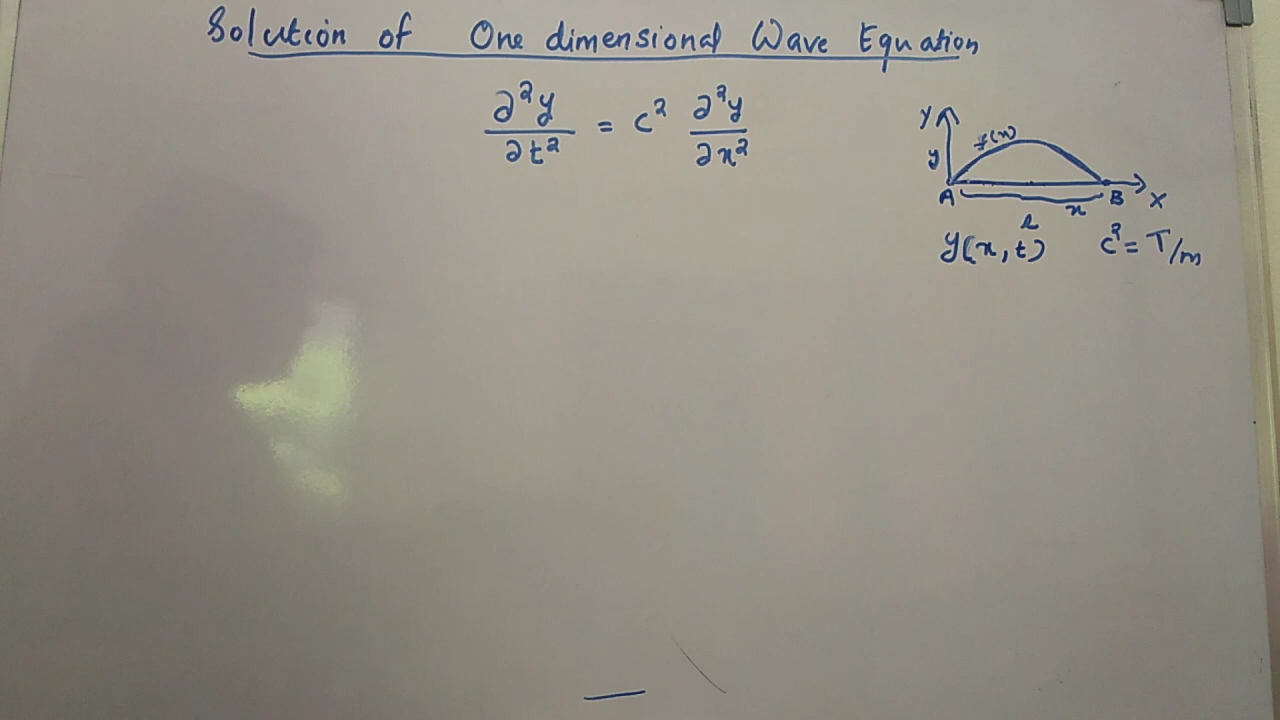 Solution of One dimensional Wave Equation
∂²y/∂t² = c² ∂²y/∂x²
y
f(x)
y
A B X
x
l
y(x,t) c² = T/m